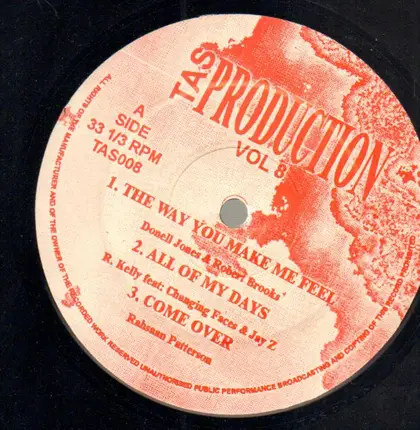 TAS
PRODUCTION
VOL 8
A
SIDE
33 1/3 RPM
TAS008
1. THE WAY YOU MAKE ME FEEL
Donell Jones & Robert Brooks'
2. ALL OF MY DAYS
R. Kelly feat: Changing Faces & Jay Z
3. COME OVER
Rahsnan Patterson
ALL RIGHTS OF THE MANUFACTURER AND OF THE OWNER OF THE RECORDED WORK RESERVED UNAUTHORISED PUBLIC PERFORMANCE BROADCASTING AND COPYING OF THIS RECORD